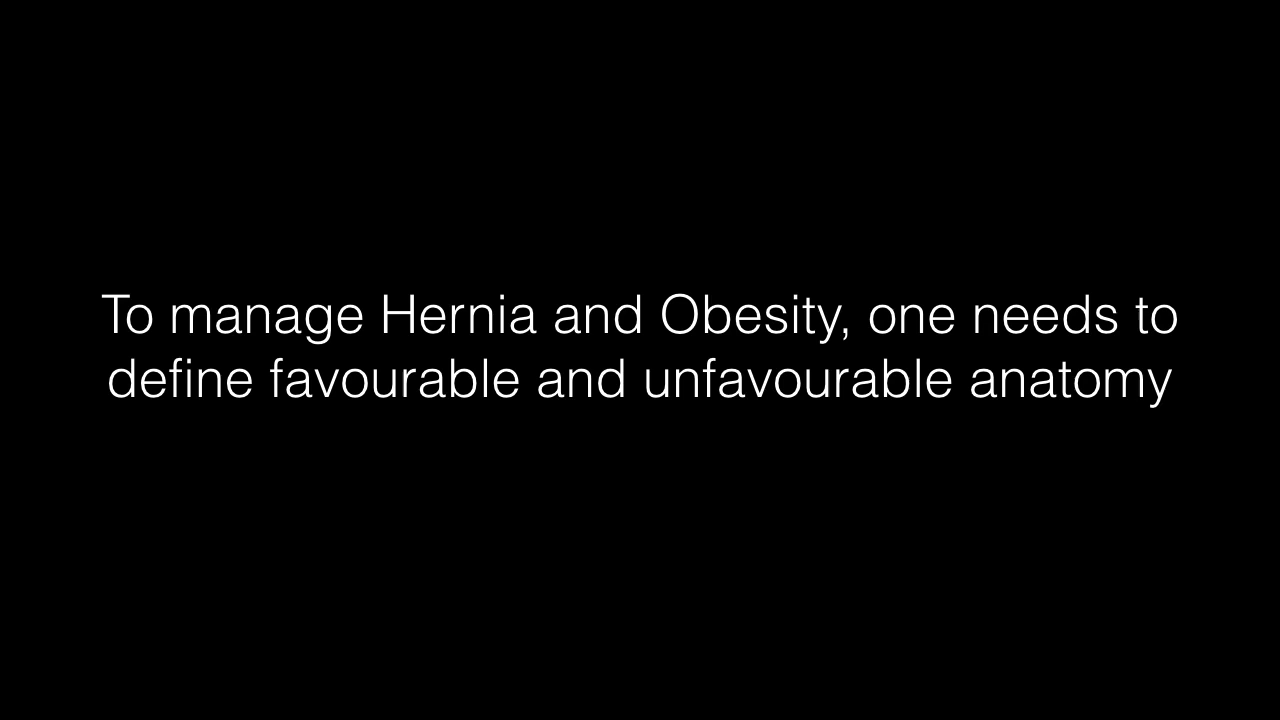 To manage Hernia and Obesity, one needs to
define favourable and unfavourable anatomy